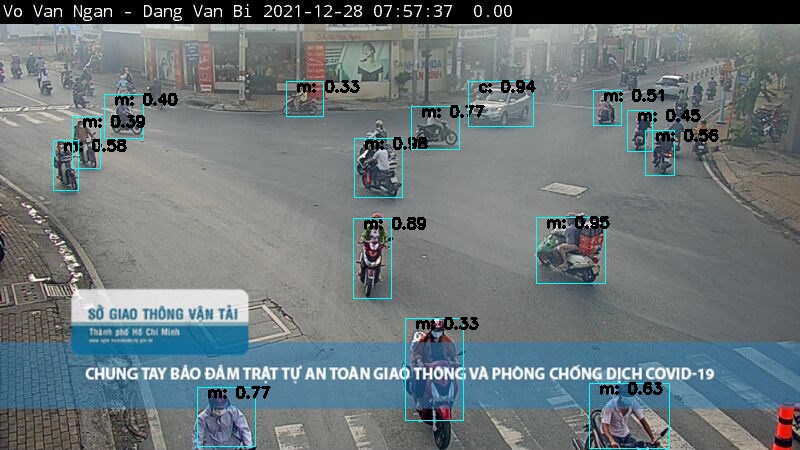 Vo Van Ngan - Dang Van Bi 2021-12-28 07:57:37 0.00
m: 0.33
c: 0.94
m: 0.40
m: 0.51
m: 0.77
m: 0.39
m: 0.45
m: 0.56
m: 0.58
m: 0.98
m: 0.89
m: 0.95
SỞ GIAO THÔNG VẬN TẢI
Thành phố Hồ Chí Minh
m: 0.33
CHUNG TAY BẢO ĐẢM TRẬT TỰ AN TOÀN GIAO THÔNG VÀ PHÒNG CHỐNG DỊCH COVID-19
m: 0.77
m: 0.63